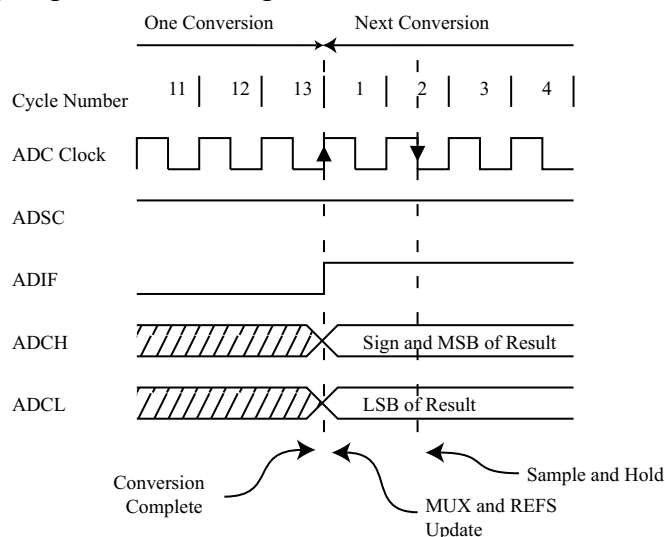 One Conversion
Next Conversion
Cycle Number
11
12
13
1
2
3
4
ADC Clock
ADSC
ADIF
ADCH
Sign and MSB of Result
ADCL
LSB of Result
Conversion
Complete
MUX and REFS
Update
Sample and Hold